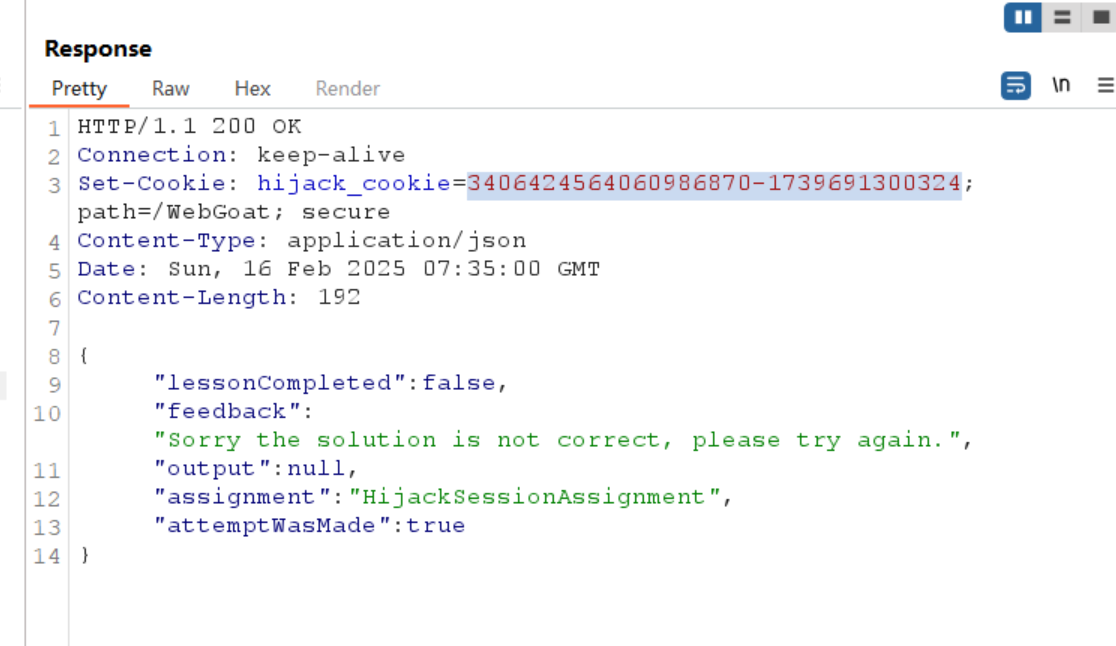 Response
Pretty Raw Hex Render \n
1 HTTP/1.1 200 OK
2 Connection: keep-alive
3 Set-Cookie: hijack_cookie=3406424564060986870-1739691300324;
path=/WebGoat; secure
4 Content-Type: application/json
5 Date: Sun, 16 Feb 2025 07:35:00 GMT
6 Content-Length: 192
7
8 {
9 "lessonCompleted":false,
10 "feedback":
"Sorry the solution is not correct, please try again.",
11 "output":null,
12 "assignment":"HijackSessionAssignment",
13 "attemptWasMade":true
14 }